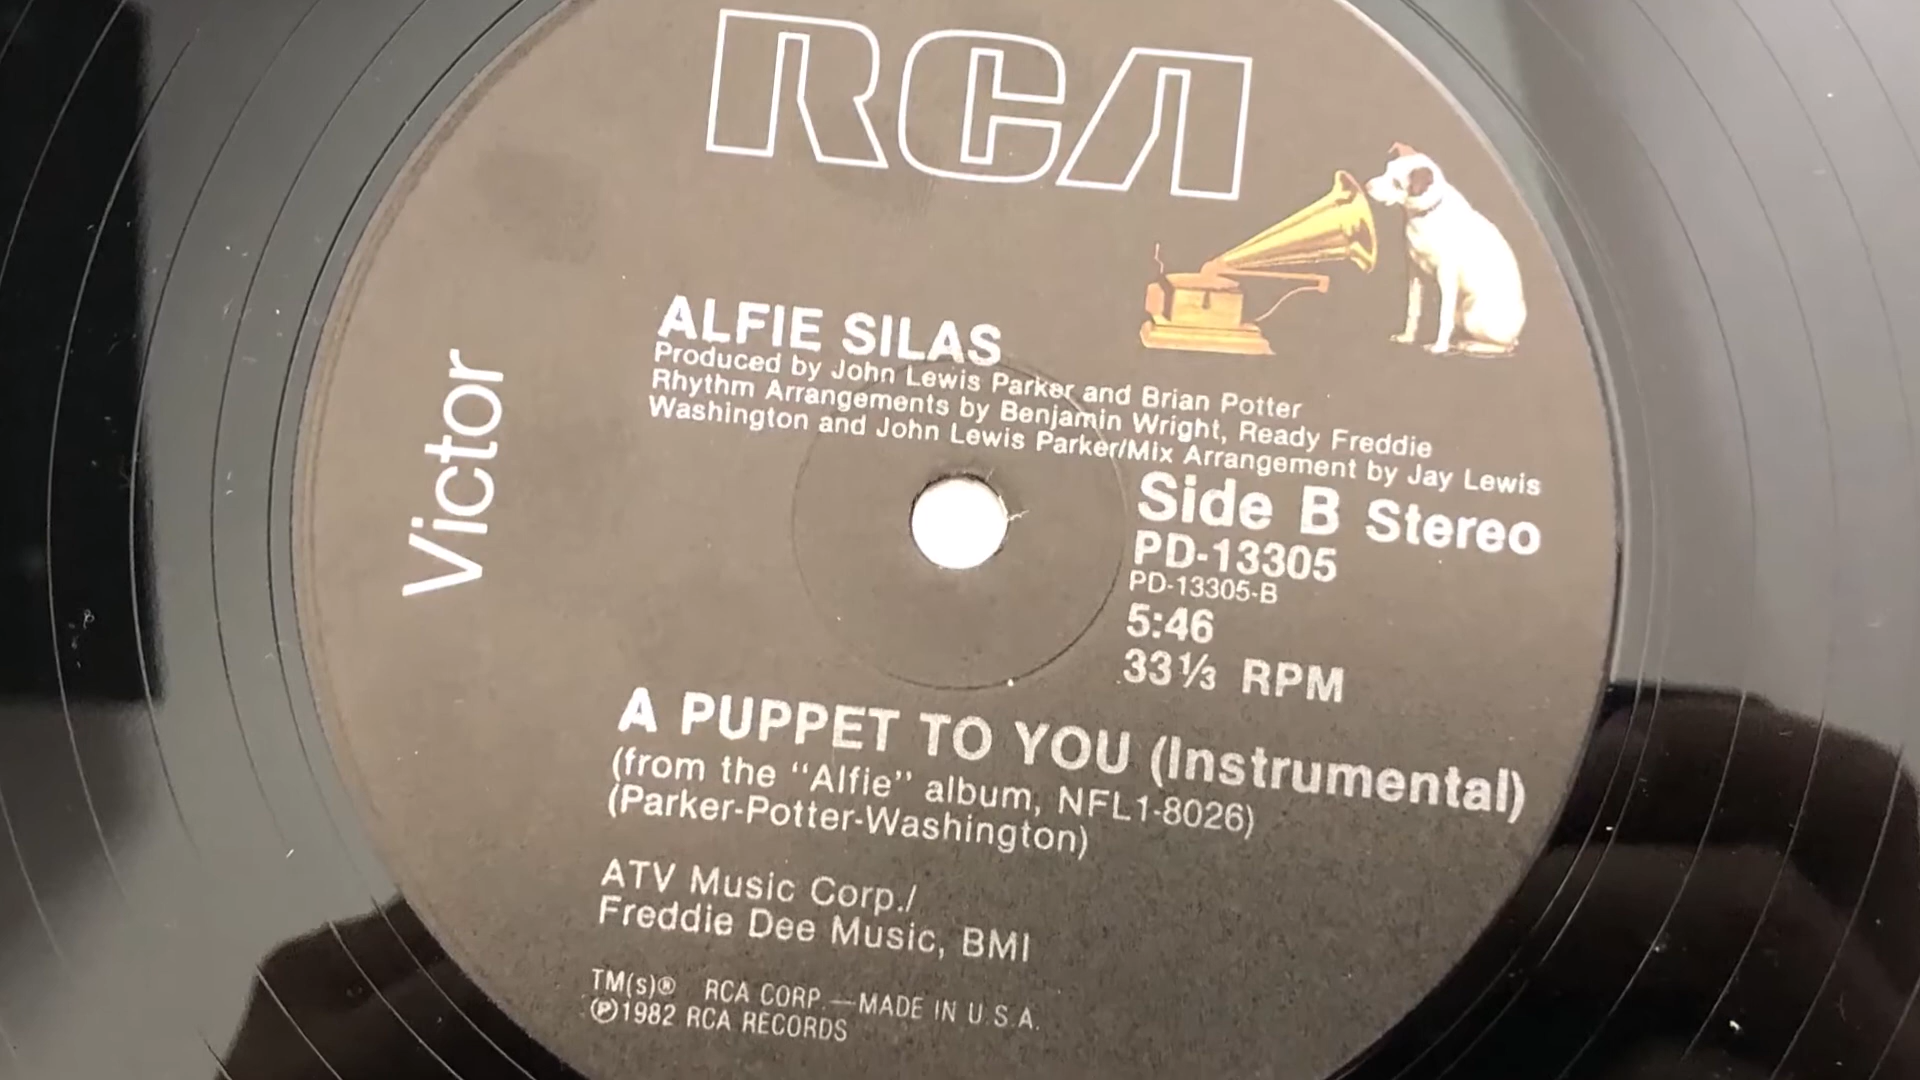 RCA
Victor
ALFIE SILAS
Produced by John Lewis Parker and Brian Potter
Rhythm Arrangements by Benjamin Wright, Ready Freddie
Washington and John Lewis Parker/Mix Arrangement by Jay Lewis
Side B Stereo
PD-13305
PD-13305-B
5:46
33⅓ RPM
A PUPPET TO YOU (Instrumental)
(from the “Alfie” album, NFL1-8026)
(Parker-Potter-Washington)
ATV Music Corp./
Freddie Dee Music, BMI
TM(s)® RCA CORP.—MADE IN U.S.A.
℗1982 RCA RECORDS